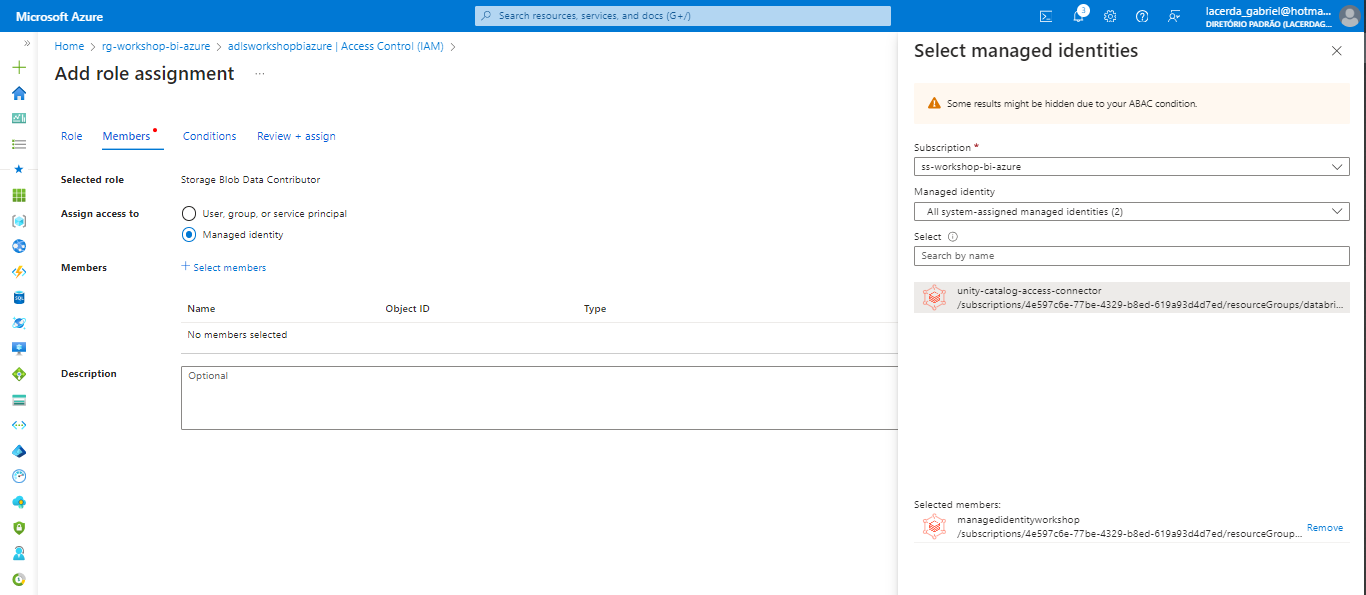 Microsoft Azure
Search resources, services, and docs (G+/)
3
lacerda_gabriel@hotma...
DIRETÓRIO PADRÃO (LACERDAG...
Home > rg-workshop-bi-azure > adlsworkshopbiazure | Access Control (IAM) >
Add role assignment ...
Role Members Conditions Review + assign
Selected role Storage Blob Data Contributor
Assign access to User, group, or service principal
Managed identity
Members + Select members
Name Object ID Type
No members selected
Description Optional
Select managed identities
Some results might be hidden due to your ABAC condition.
Subscription *
ss-workshop-bi-azure
Managed identity
All system-assigned managed identities (2)
Select
Search by name
unity-catalog-access-connector
/subscriptions/4e597c6e-77be-4329-b8ed-619a93d4d7ed/resourceGroups/databri...
Selected members:
managedidentityworkshop
/subscriptions/4e597c6e-77be-4329-b8ed-619a93d4d7ed/resourceGroup...
Remove